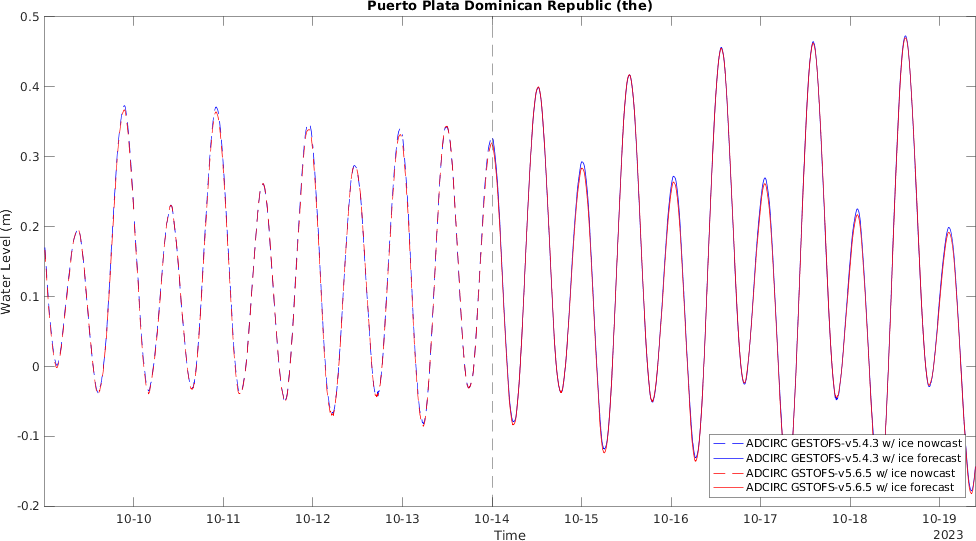 Puerto Plata Dominican Republic (the)
0.5
0.4
0.3
0.2
0.1
0
-0.1
-0.2
Water Level (m)
10-10
10-11
10-12
10-13
10-14
10-15
10-16
10-17
10-18
10-19
Time
2023
ADCIRC GESTOFS-v5.4.3 w/ ice nowcast
ADCIRC GESTOFS-v5.4.3 w/ ice forecast
ADCIRC GSTOFS-v5.6.5 w/ ice nowcast
ADCIRC GSTOFS-v5.6.5 w/ ice forecast